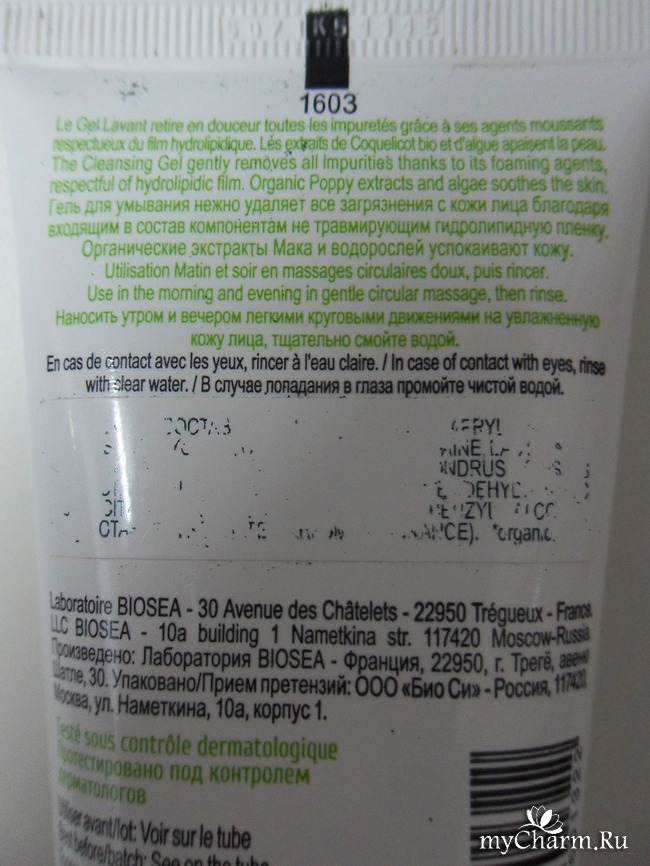 1603
Le Gel Lavant retire en douceur toutes les impuretés grâce à ses agents moussants
respectueux du film hydrolipidique. Les extraits de Coquelicot bio et d'algue apaisent la peau.
The Cleansing Gel gently removes all Impurities thanks to its foaming agents,
respectful of hydrolipidic film. Organic Poppy extracts and algae soothes the skin.
Гель для умывания нежно удаляет все загрязнения с кожи лица благодаря
входящим в состав компонентам не травмирующим гидролипидную пленку.
Органические экстракты Мака и водорослей успокаивают кожу.
Utilisation Matin et soir en massages circulaires doux, puis rincer.
Use in the morning and evening in gentle circular massage, then rinse.
Наносить утром и вечером легкими круговыми движениями на увлажненную
кожу лица, тщательно смойте водой.
En cas de contact avec les yeux, rincer à l'eau claire. / In case of contact with eyes, rinse
with clear water. / В случае попадания в глаза промойте чистой водой.
*organic
Laboratoire BIOSEA - 30 Avenue des Châtelets - 22950 Trégueux - France.
LLC BIOSEA - 10a building 1 Nametkina str. 117420 Moscow-Russia.
Произведено: Лаборатория BIOSEA - Франция, 22950, г. Трегё, авеню
Шатле, 30. Упаковано/Прием претензий: ООО «Био Си» - Россия, 117420,
Москва, ул. Наметкина, 10а, корпус 1.
Testé sous contrôle dermatologique
Протестировано под контролем
дерматологов
avant/lot: Voir sur le tube
before/batch: See on the tube
myCharm.Ru